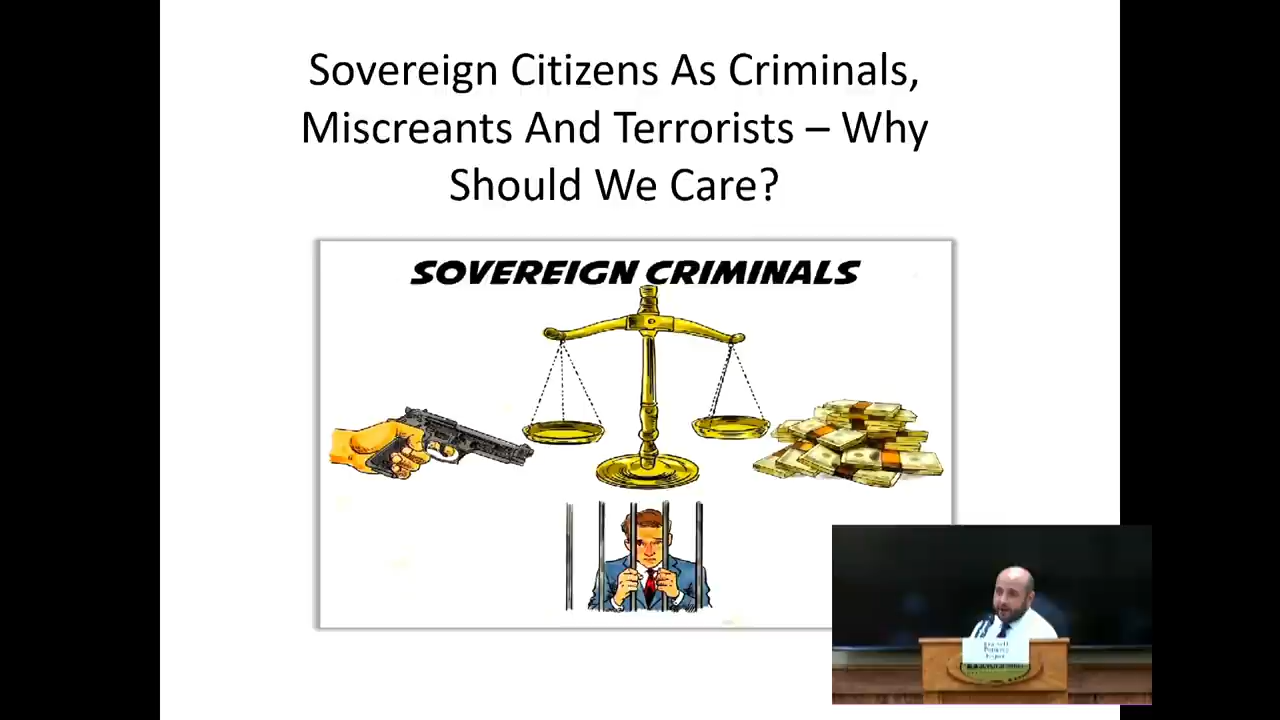 Sovereign Citizens As Criminals,
Miscreants And Terrorists – Why
Should We Care?
SOVEREIGN CRIMINALS